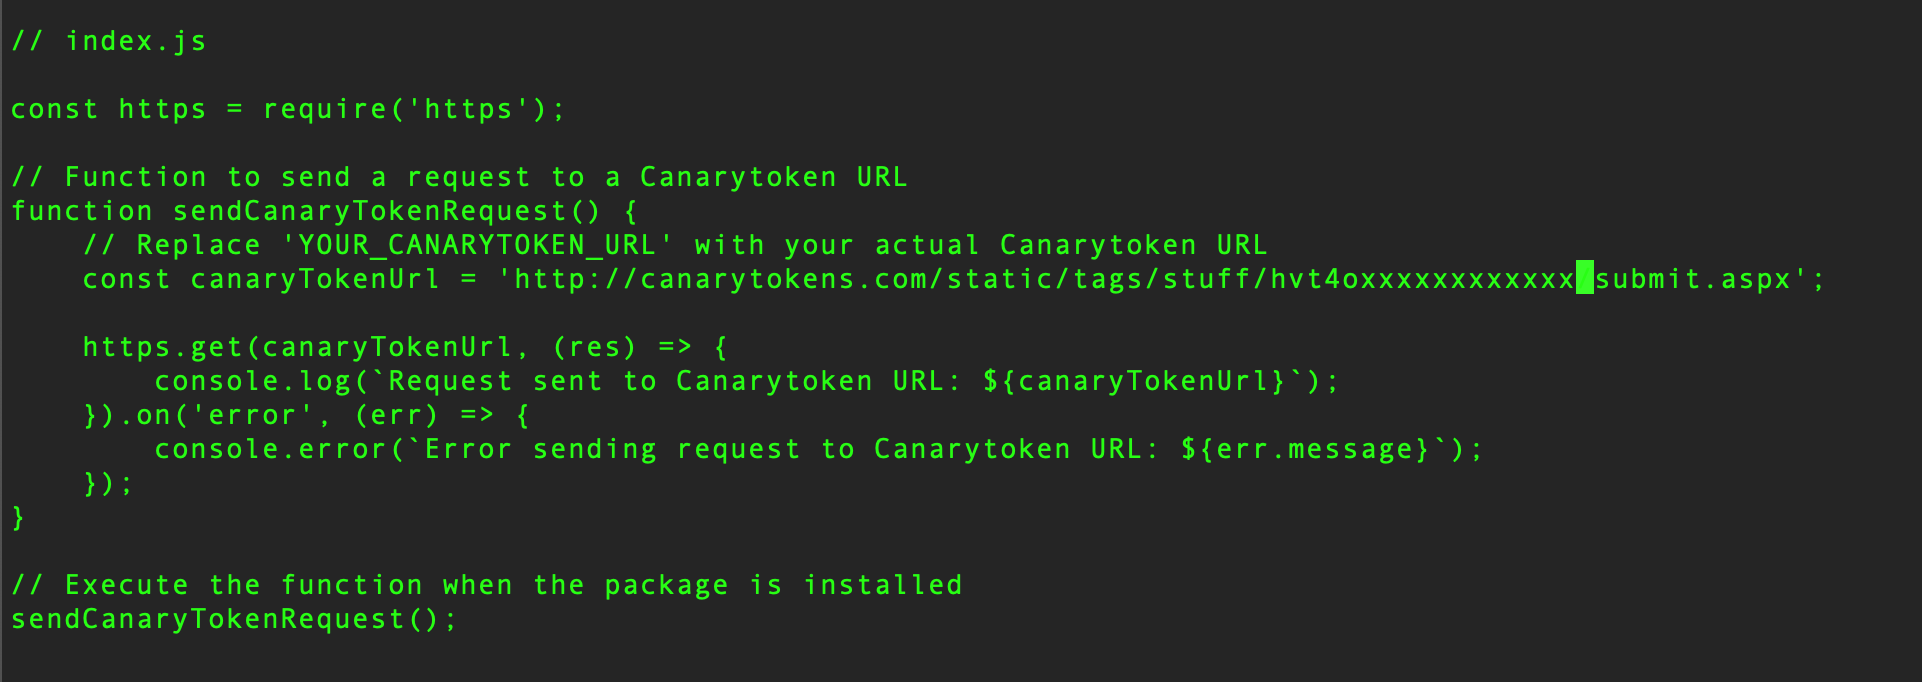 // index.js
const https = require('https');
// Function to send a request to a Canarytoken URL
function sendCanaryTokenRequest() {
// Replace 'YOUR_CANARYTOKEN_URL' with your actual Canarytoken URL
const canaryTokenUrl = 'http://canarytokens.com/static/tags/stuff/hvt4oxxxxxxxxxxxx/submit.aspx';
https.get(canaryTokenUrl, (res) => {
console.log(`Request sent to Canarytoken URL: ${canaryTokenUrl}`);
}).on('error', (err) => {
console.error(`Error sending request to Canarytoken URL: ${err.message}`);
});
}
// Execute the function when the package is installed
sendCanaryTokenRequest();